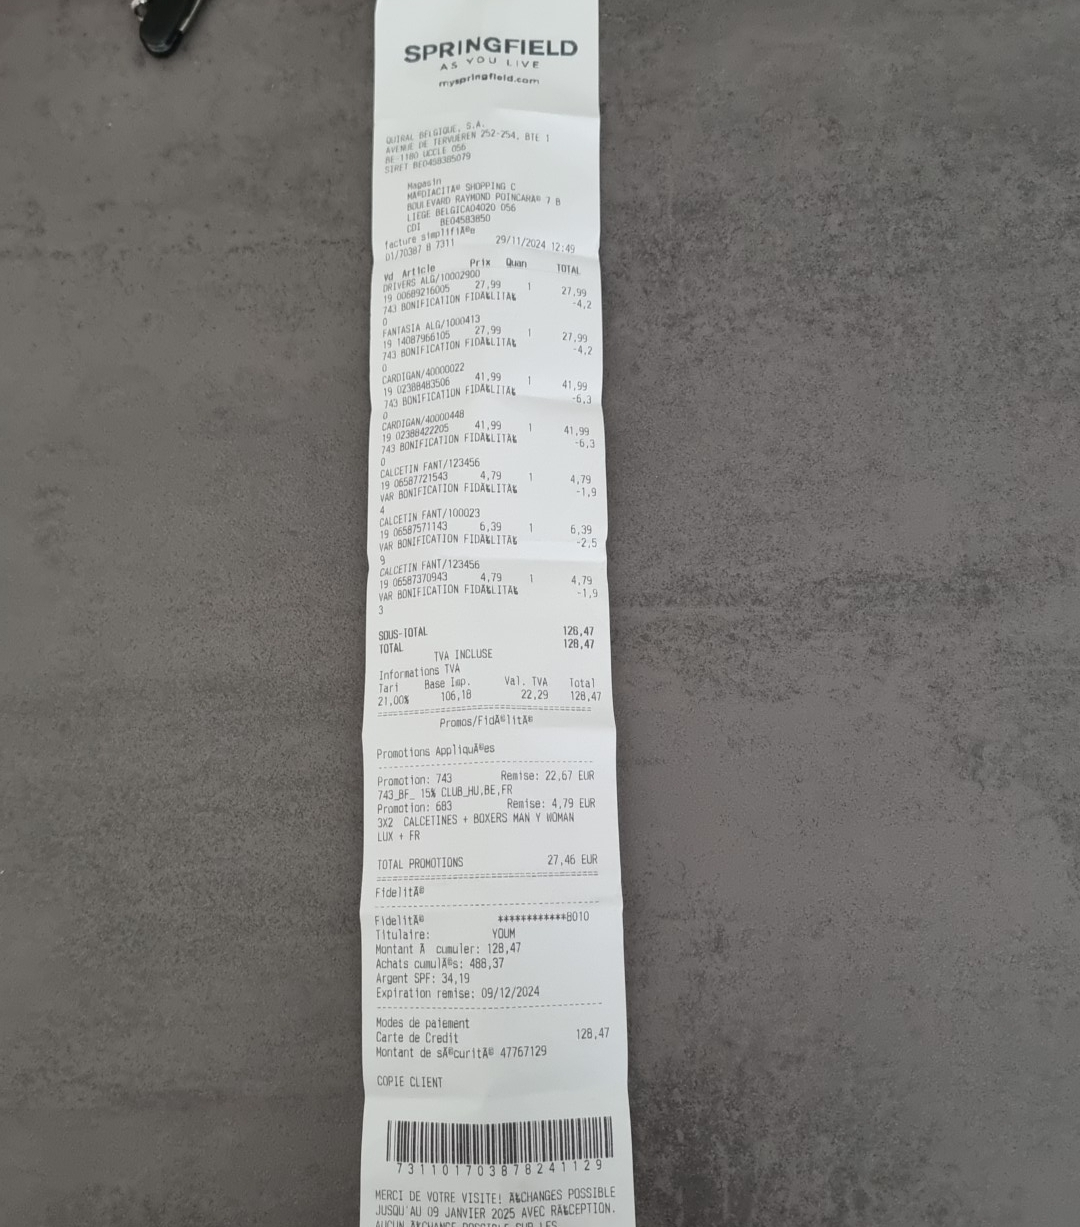 SPRINGFIELD
AS YOU LIVE
myspringfield.com
QUTRAL BELGIQUE, S.A.
AVENUE DE TERVUEREN 252-254, BTE 1
BE 1180 UCCLE 056
SIRET BE0458385079
Magasin
MAªDIACITA® SHOPPING C
BOULEVARD RAYMOND POINCARA® 7 B
LIEGE BELGICA04020 056
CDI BE04583850
facture simplifiÃ®e
01/70387 B 7311 29/11/2024 12:49
Vd Article Prix Quan TOTAL
DRIVERS ALG/10002900
19 00689216005 27,99 1 27,99
743 BONIFICATION FIDÃ‰LITÃ‰ -4,2
0
FANTASIA ALG/1000413
19 14087966105 27,99 1 27,99
743 BONIFICATION FIDÃ‰LITÃ‰ -4,2
0
CARDIGAN/40000022
19 02388483506 41,99 1 41,99
743 BONIFICATION FIDÃ‰LITÃ‰ -6,3
0
CARDIGAN/40000448
19 02388422205 41,99 1 41,99
743 BONIFICATION FIDÃ‰LITÃ‰ -6,3
0
CALCETIN FANT/123456
19 06587721543 4,79 1 4,79
VAR BONIFICATION FIDÃ‰LITÃ‰ -1,9
4
CALCETIN FANT/100023
19 06587571143 6,39 1 6,39
VAR BONIFICATION FIDÃ‰LITÃ‰ -2,5
9
CALCETIN FANT/123456
19 06587370943 4,79 1 4,79
VAR BONIFICATION FIDÃ‰LITÃ‰ -1,9
3
SOUS-TOTAL 128,47
TOTAL 128,47
TVA INCLUSE
Informations TVA
Tari Base Imp. Val. TVA Total
21,00% 106,18 22,29 128,47
Promos/FidÃ®litÃ®
Promotions AppliquÃ®es
Promotion: 743 Remise: 22,67 EUR
743_BF_ 15% CLUB_HU,BE,FR
Promotion: 683 Remise: 4,79 EUR
3X2 CALCETINES + BOXERS MAN Y WOMAN
LUX + FR
TOTAL PROMOTIONS 27,46 EUR
FidelitÃ®
FidelitÃ® ************8010
Titulaire: YOUM
Montant Ã cumuler: 128,47
Achats cumulÃ®s: 488,37
Argent SPF: 34,19
Expiration remise: 09/12/2024
Modes de paiement
Carte de Credit 128,47
Montant de sÃ®curitÃ® 47767129
COPIE CLIENT
731101703878241129
MERCI DE VOTRE VISITE! Ã‰CHANGES POSSIBLE
JUSQU'AU 09 JANVIER 2025 AVEC RÃ‰CEPTION.
AUCUN Ã‰CHANGE POSSIBLE SUR LES